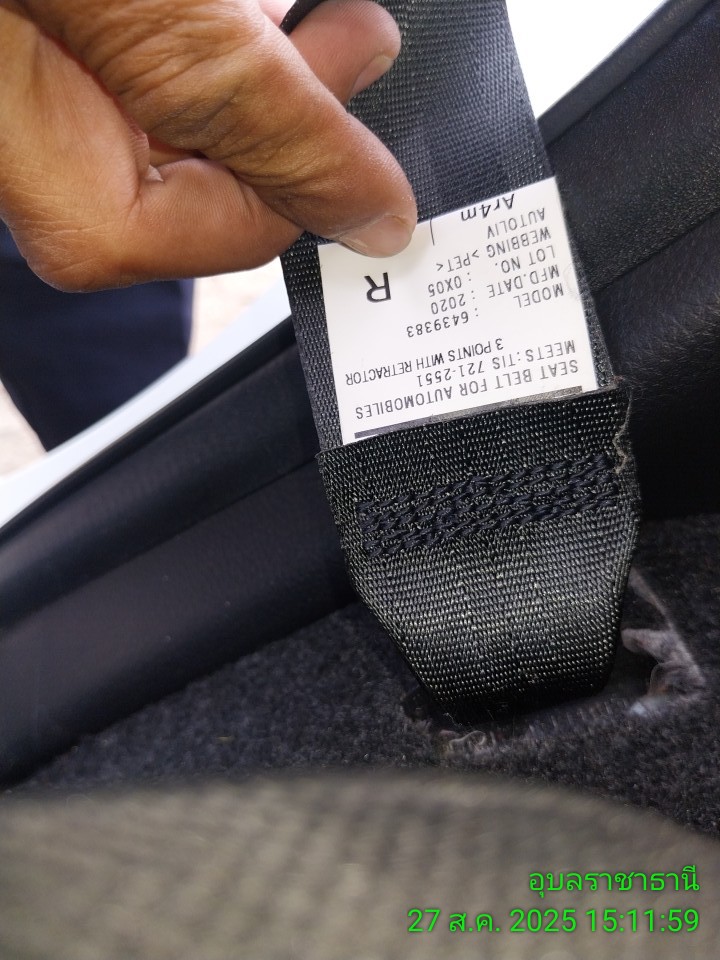 SEAT BELT FOR AUTOMOBILES
MEETS : TIS 721-2551
3 POINTS WITH RETRACTOR
MODEL : 6439383
MFD.DATE : 2020
LOT NO. : 0X05
WEBBING >PET<
AUTOLIV
R
Ar4m
อุบลราชธานี
27 ส.ค. 2025 15:11:59